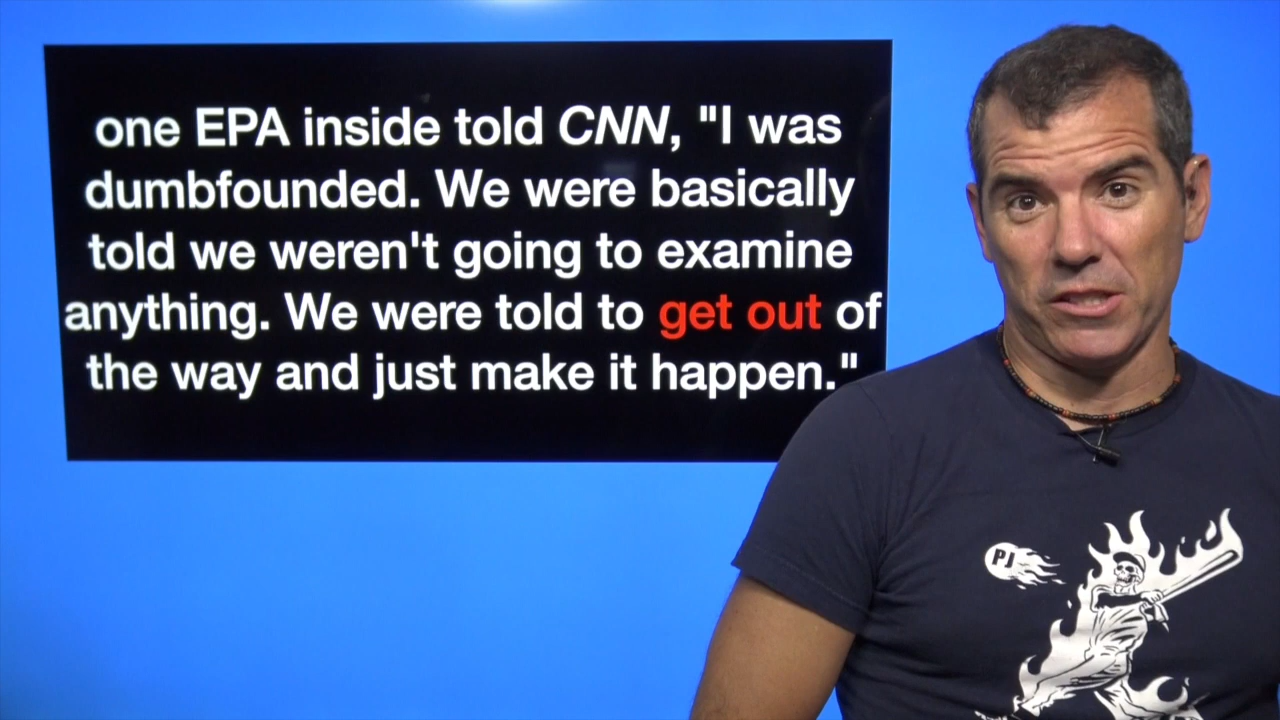 one EPA inside told CNN, "I was
dumbfounded. We were basically
told we weren't going to examine
anything. We were told to get out of
the way and just make it happen."
PJ